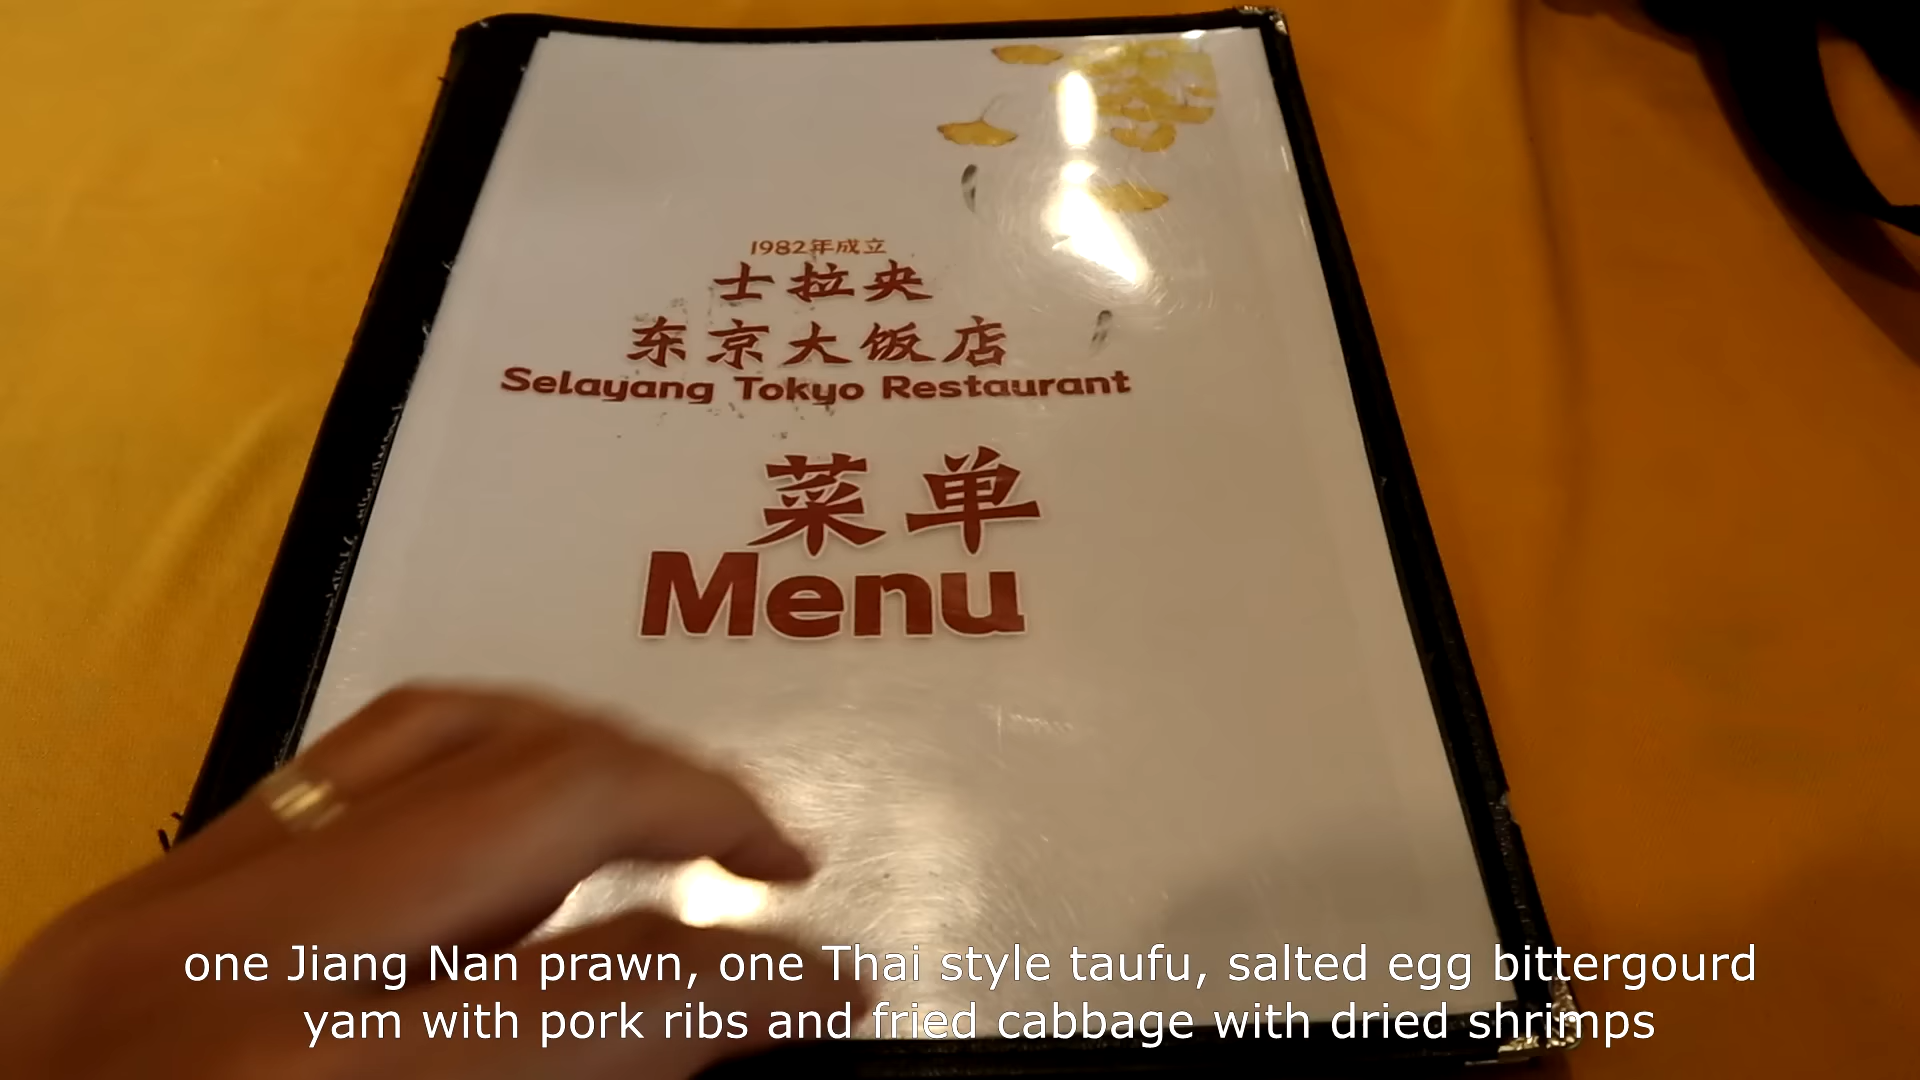 1982年成立
士拉央
东京大饭店
Selayang Tokyo Restaurant
菜单
Menu
one Jiang Nan prawn, one Thai style taufu, salted egg bittergourd
yam with pork ribs and fried cabbage with dried shrimps